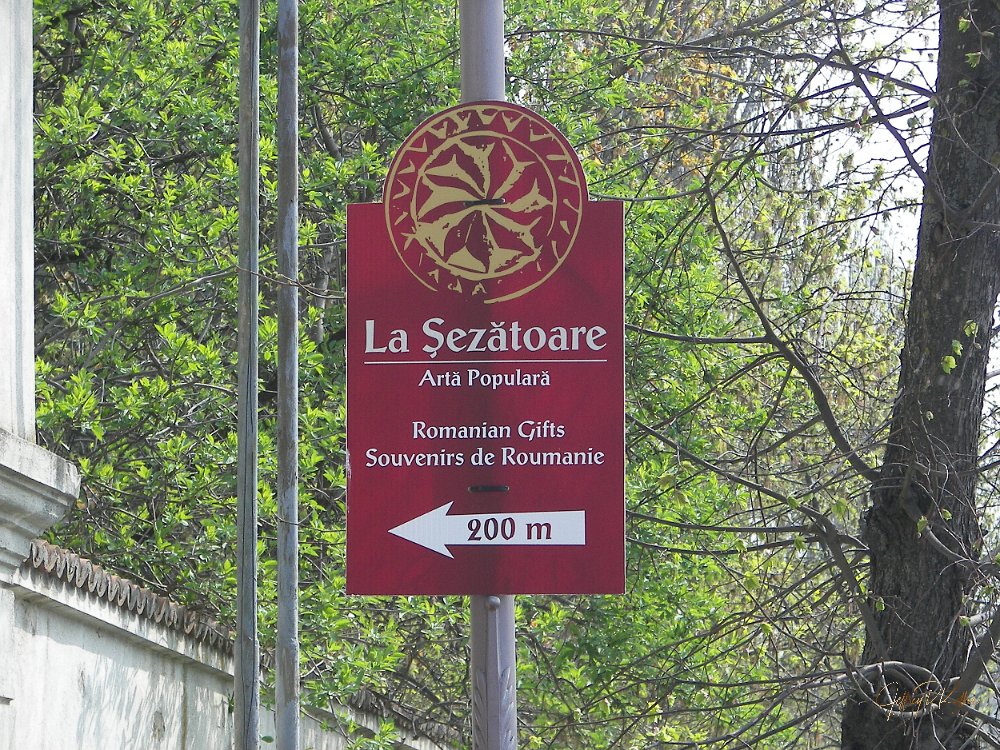 La Șezătoare
Artă Populară
Romanian Gifts
Souvenirs de Roumanie
200 m